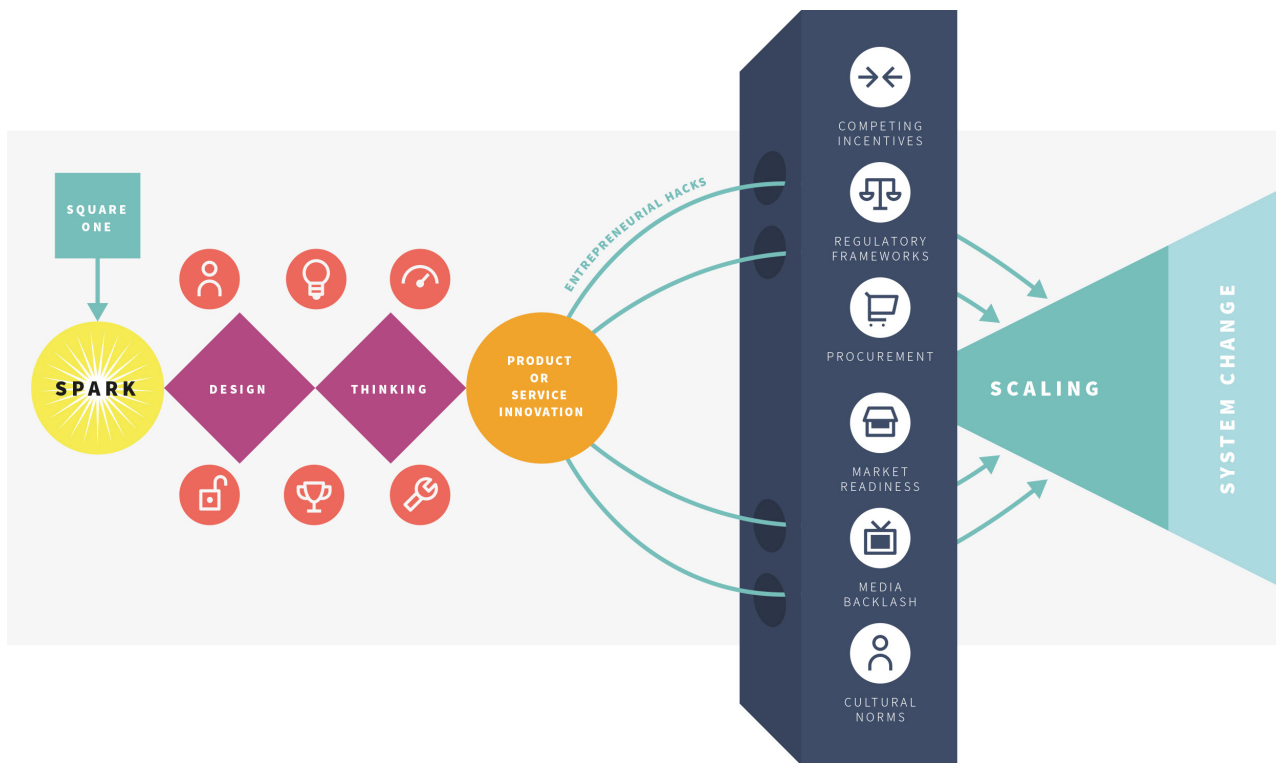 SQUARE
ONE
SPARK
DESIGN
THINKING
PRODUCT
OR
SERVICE
INNOVATION
ENTREPRENEURIAL HACKS
COMPETING
INCENTIVES
REGULATORY
FRAMEWORKS
PROCUREMENT
MARKET
READINESS
MEDIA
BACKLASH
CULTURAL
NORMS
SCALING
SYSTEM CHANGE